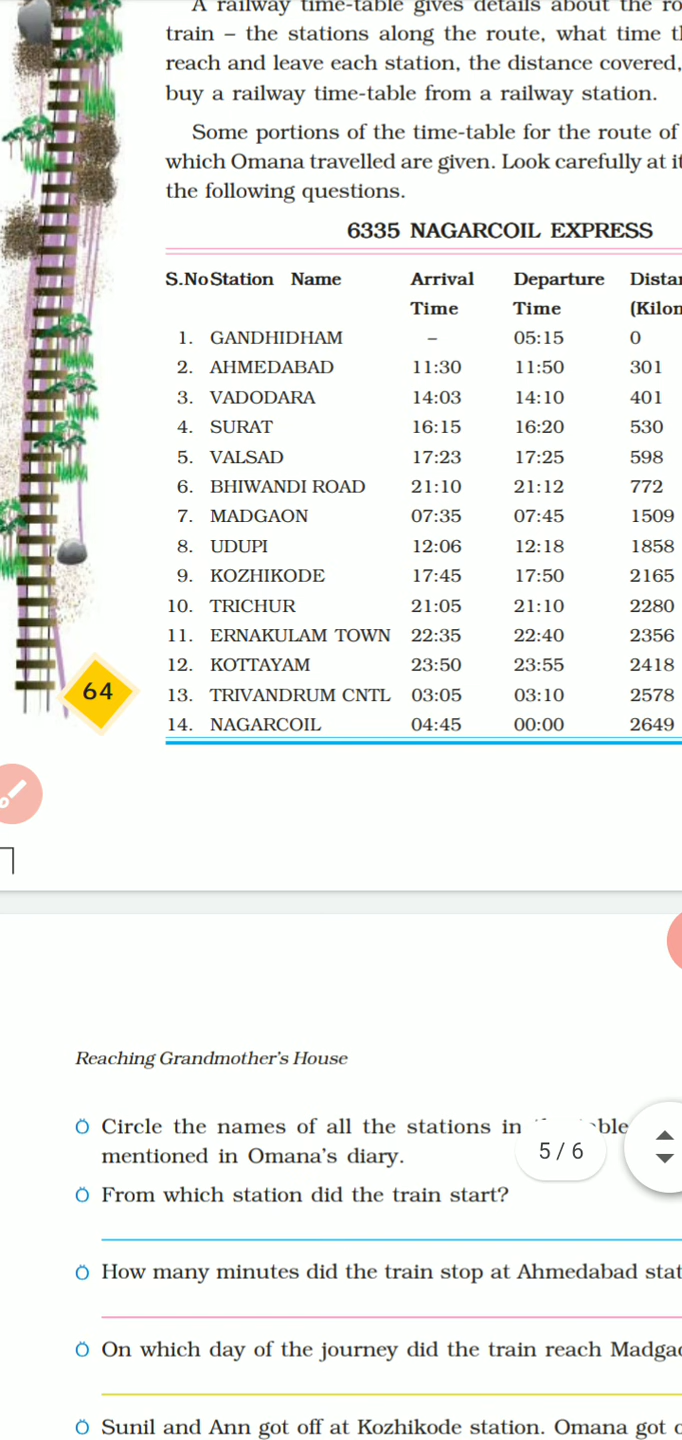 A railway time-table gives details about the
train – the stations along the route, what time
reach and leave each station, the distance covered,
buy a railway time-table from a railway station.
Some portions of the time-table for the route of
which Omana travelled are given. Look carefully at
the following questions.
6335 NAGARCOIL EXPRESS
S.No Station Name Arrival Departure
Time Time
1. GANDHIDHAM – 05:15 0
2. AHMEDABAD 11:30 11:50 301
3. VADODARA 14:03 14:10 401
4. SURAT 16:15 16:20 530
5. VALSAD 17:23 17:25 598
6. BHIWANDI ROAD 21:10 21:12 772
7. MADGAON 07:35 07:45 1509
8. UDUPI 12:06 12:18 1858
9. KOZHIKODE 17:45 17:50 2165
10. TRICHUR 21:05 21:10 2280
11. ERNAKULAM TOWN 22:35 22:40 2356
12. KOTTAYAM 23:50 23:55 2418
13. TRIVANDRUM CNTL 03:05 03:10 2578
14. NAGARCOIL 04:45 00:00 2649
64
Reaching Grandmother's House
Circle the names of all the stations in
mentioned in Omana's diary.
5 / 6
From which station did the train start?
How many minutes did the train stop at Ahmedabad
On which day of the journey did the train reach
Sunil and Ann got off at Kozhikode station. Omana got